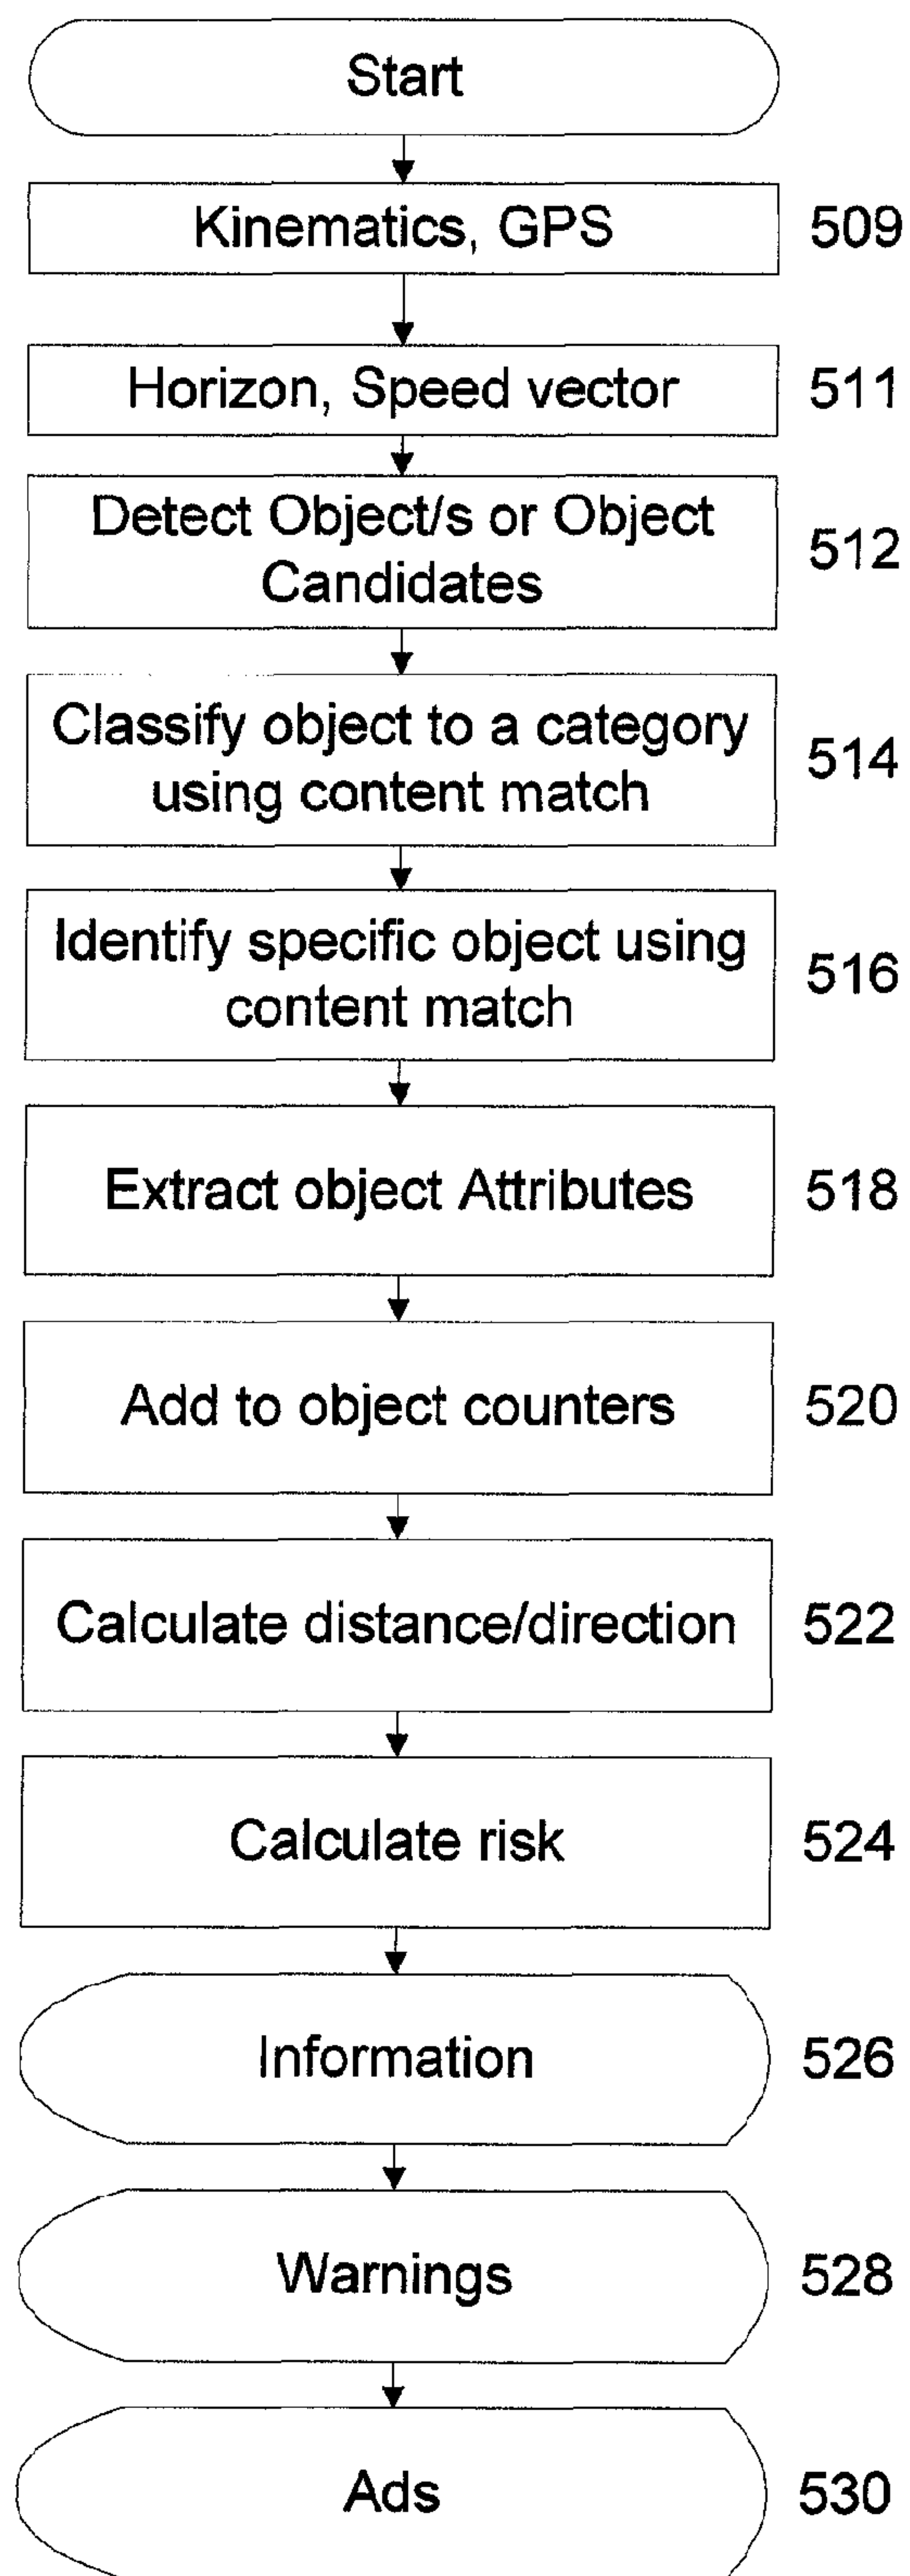 Start
Kinematics, GPS
509
Horizon, Speed vector
511
Detect Object/s or Object
Candidates
512
Classify object to a category
using content match
514
Identify specific object using
content match
516
Extract object Attributes
518
Add to object counters
520
Calculate distance/direction
522
Calculate risk
524
Information
526
Warnings
528
Ads
530